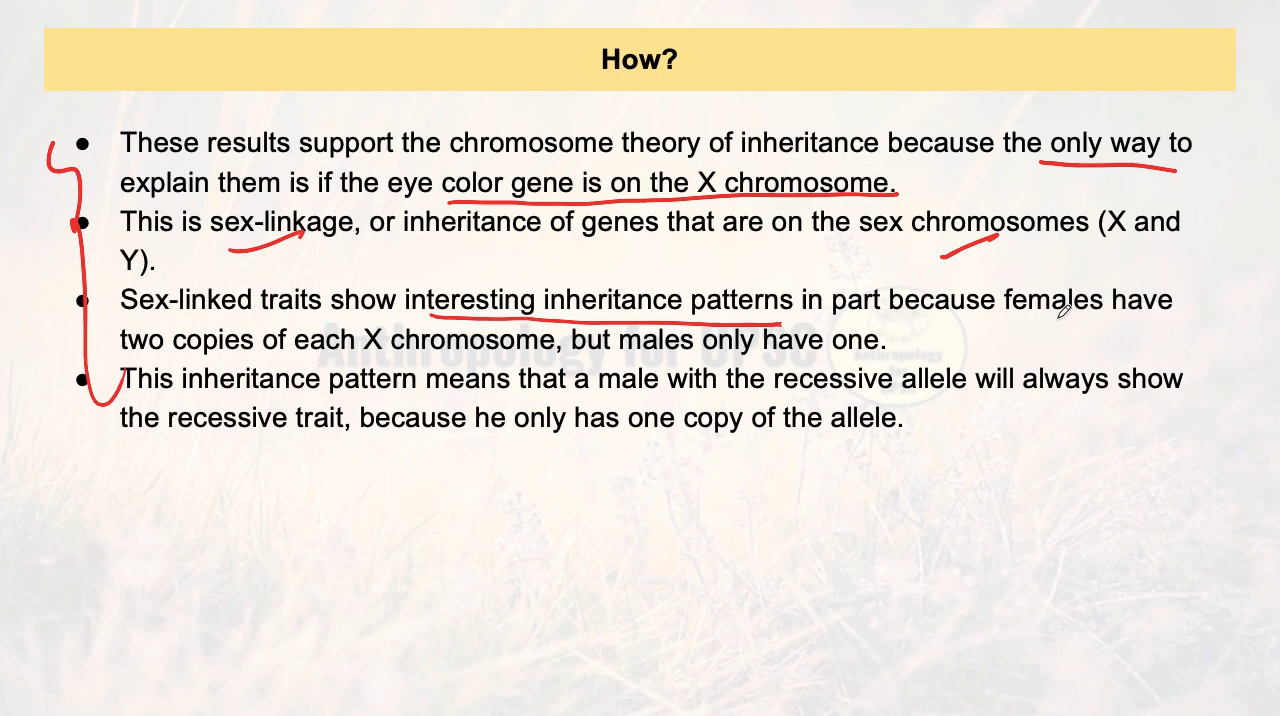 How?
● These results support the chromosome theory of inheritance because the only way to
explain them is if the eye color gene is on the X chromosome.
● This is sex-linkage, or inheritance of genes that are on the sex chromosomes (X and
Y).
● Sex-linked traits show interesting inheritance patterns in part because females have
two copies of each X chromosome, but males only have one.
● This inheritance pattern means that a male with the recessive allele will always show
the recessive trait, because he only has one copy of the allele.
Anthropology for UPSC
Anthropology